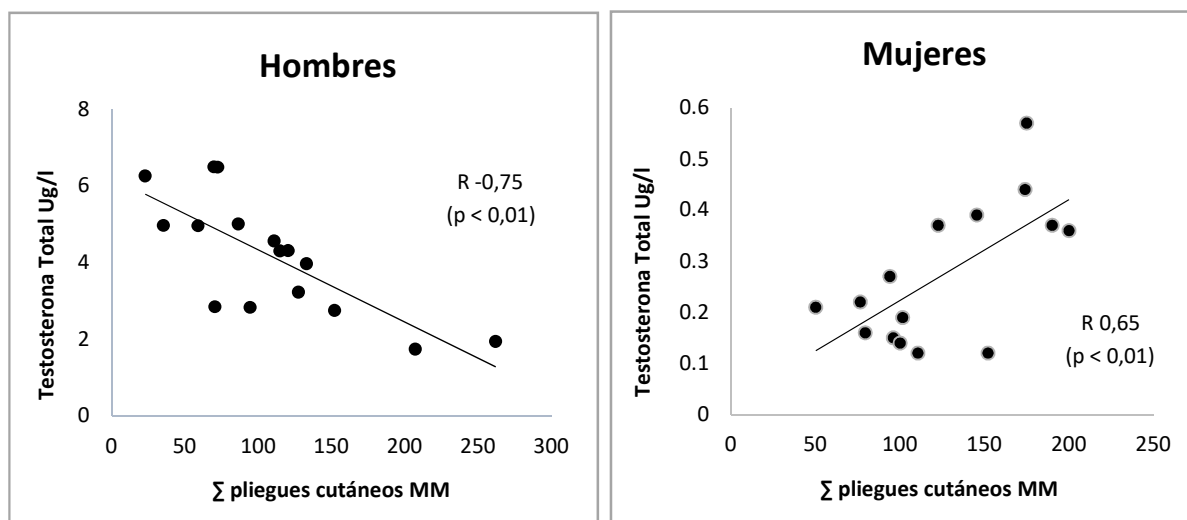 Hombres
Testosterona Total Ug/l
8
6
4
2
0
R -0,75
(p < 0,01)
0 50 100 150 200 250 300
∑ pliegues cutáneos MM
Mujeres
Testosterona Total Ug/l
0.6
0.5
0.4
0.3
0.2
0.1
0
R 0,65
(p < 0,01)
0 50 100 150 200 250
∑ pliegues cutáneos MM